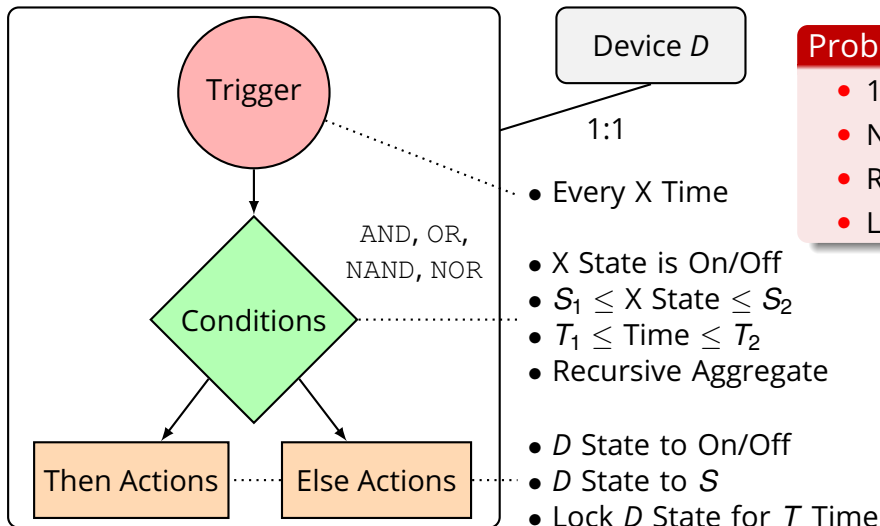 Trigger
AND, OR,
NAND, NOR
Conditions
Then Actions
Else Actions
Device D
1:1
• Every X Time
• X State is On/Off
• S₁ ≤ X State ≤ S₂
• T₁ ≤ Time ≤ T₂
• Recursive Aggregate
• D State to On/Off
• D State to S
• Lock D State for T Time
Prob
• 1
• N
• R
• L